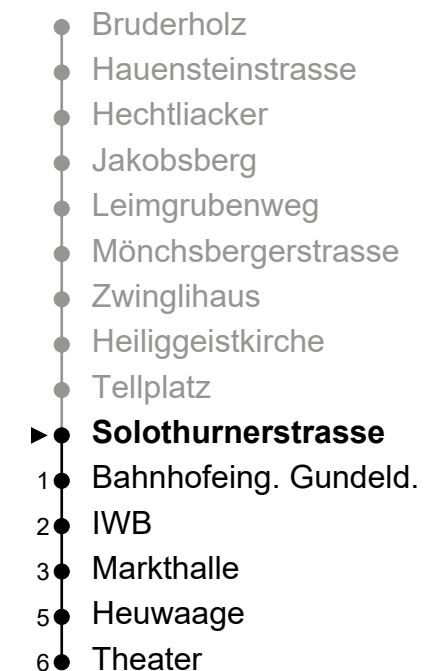 Bruderholz
Hauensteinstrasse
Hechtliacker
Jakobsberg
Leimgrubenweg
Mönchsbergerstrasse
Zwinglihaus
Heiliggeistkirche
Tellplatz
Solothurnerstrasse
1 Bahnhofeing. Gundeld.
2 IWB
3 Markthalle
5 Heuwaage
6 Theater